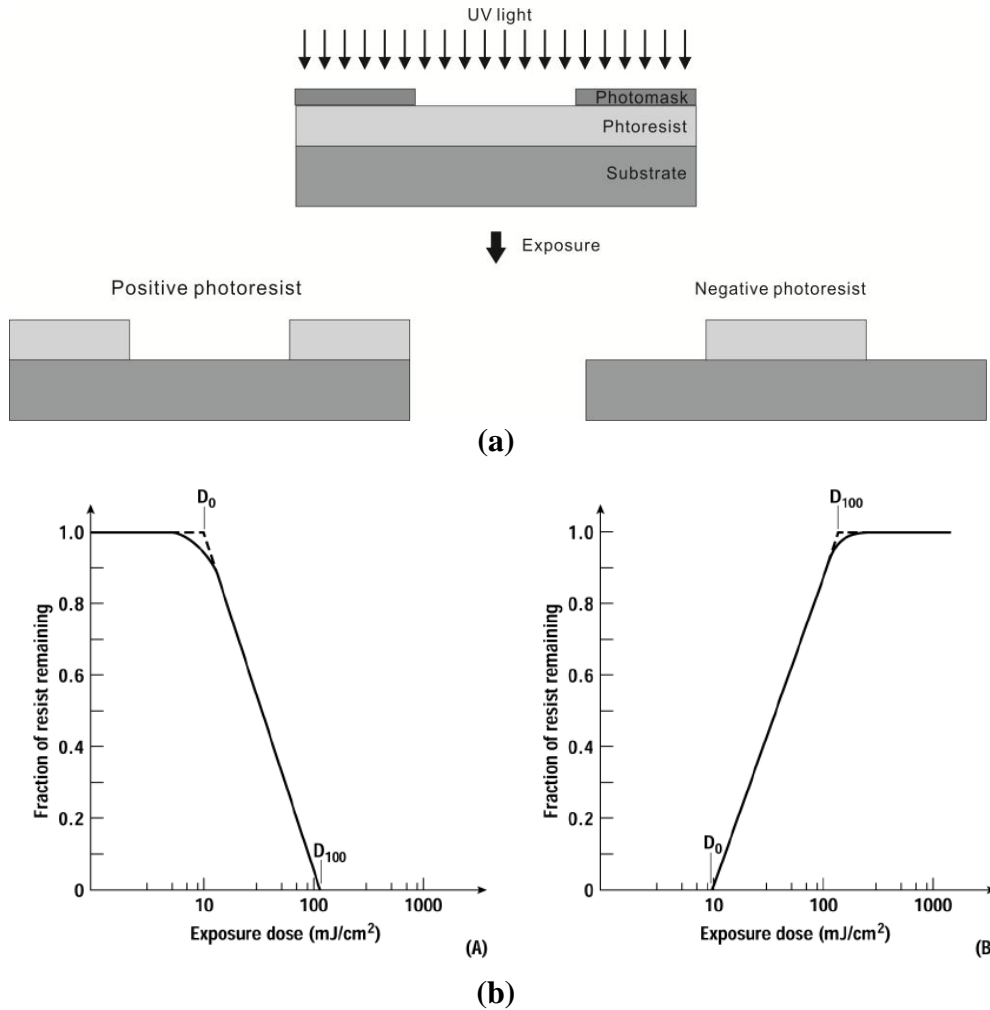 UV light
Photomask
Phtoresist
Substrate
Exposure
Positive photoresist
Negative photoresist
(a)
D0
1.0
0.8
0.6
0.4
0.2
0
Fraction of resist remaining
D100
10 100 1000
Exposure dose (mJ/cm²)
(A)
D100
1.0
0.8
0.6
0.4
0.2
0
Fraction of resist remaining
D0
10 100 1000
Exposure dose (mJ/cm²)
(B
(b)